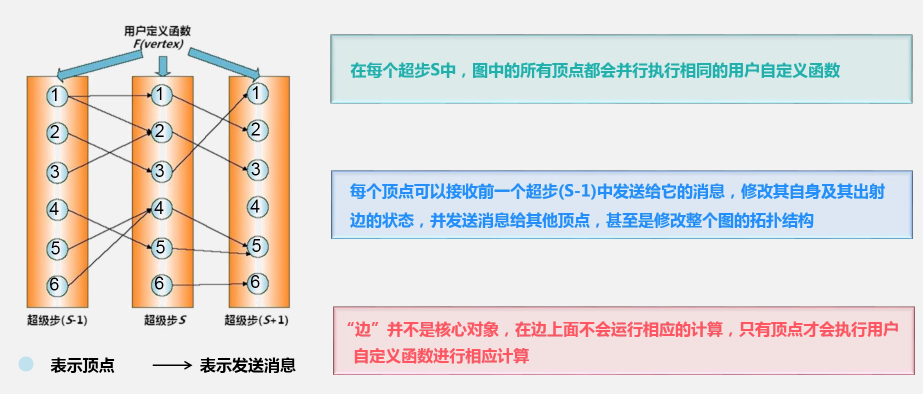 用户定义函数
F(vertex)
1 1 1
2 2 2
3 3 3
4 4 4
5 5 5
6 6 6
超级步(S-1) 超级步S 超级步(S+1)
表示顶点 表示发送消息
在每个超步S中，图中的所有顶点都会并行执行相同的用户自定义函数
每个顶点可以接收前一个超步(S-1)中发送给它的消息，修改其自身及其出射
边的状态，并发送消息给其他顶点，甚至是修改整个图的拓扑结构
“边”并不是核心对象，在边上面不会运行相应的计算，只有顶点才会执行用户
自定义函数进行相应计算